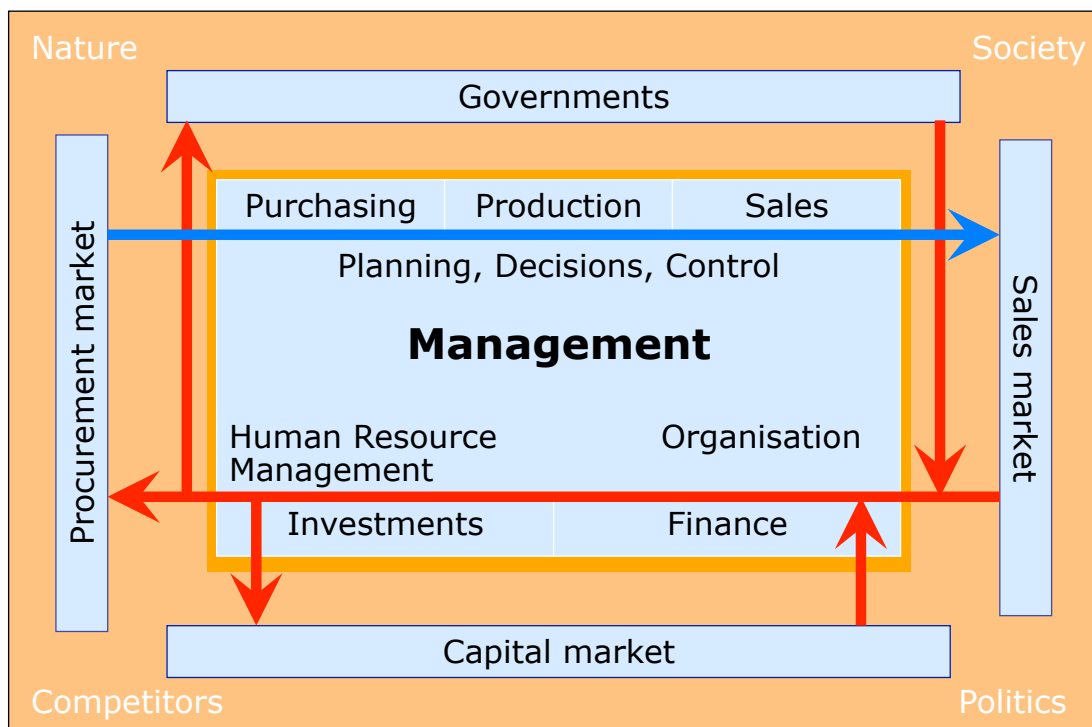 Nature
Society
Governments
Procurement market
Purchasing
Production
Sales
Planning, Decisions, Control
Management
Human Resource
Management
Organisation
Investments
Finance
Sales market
Capital market
Competitors
Politics